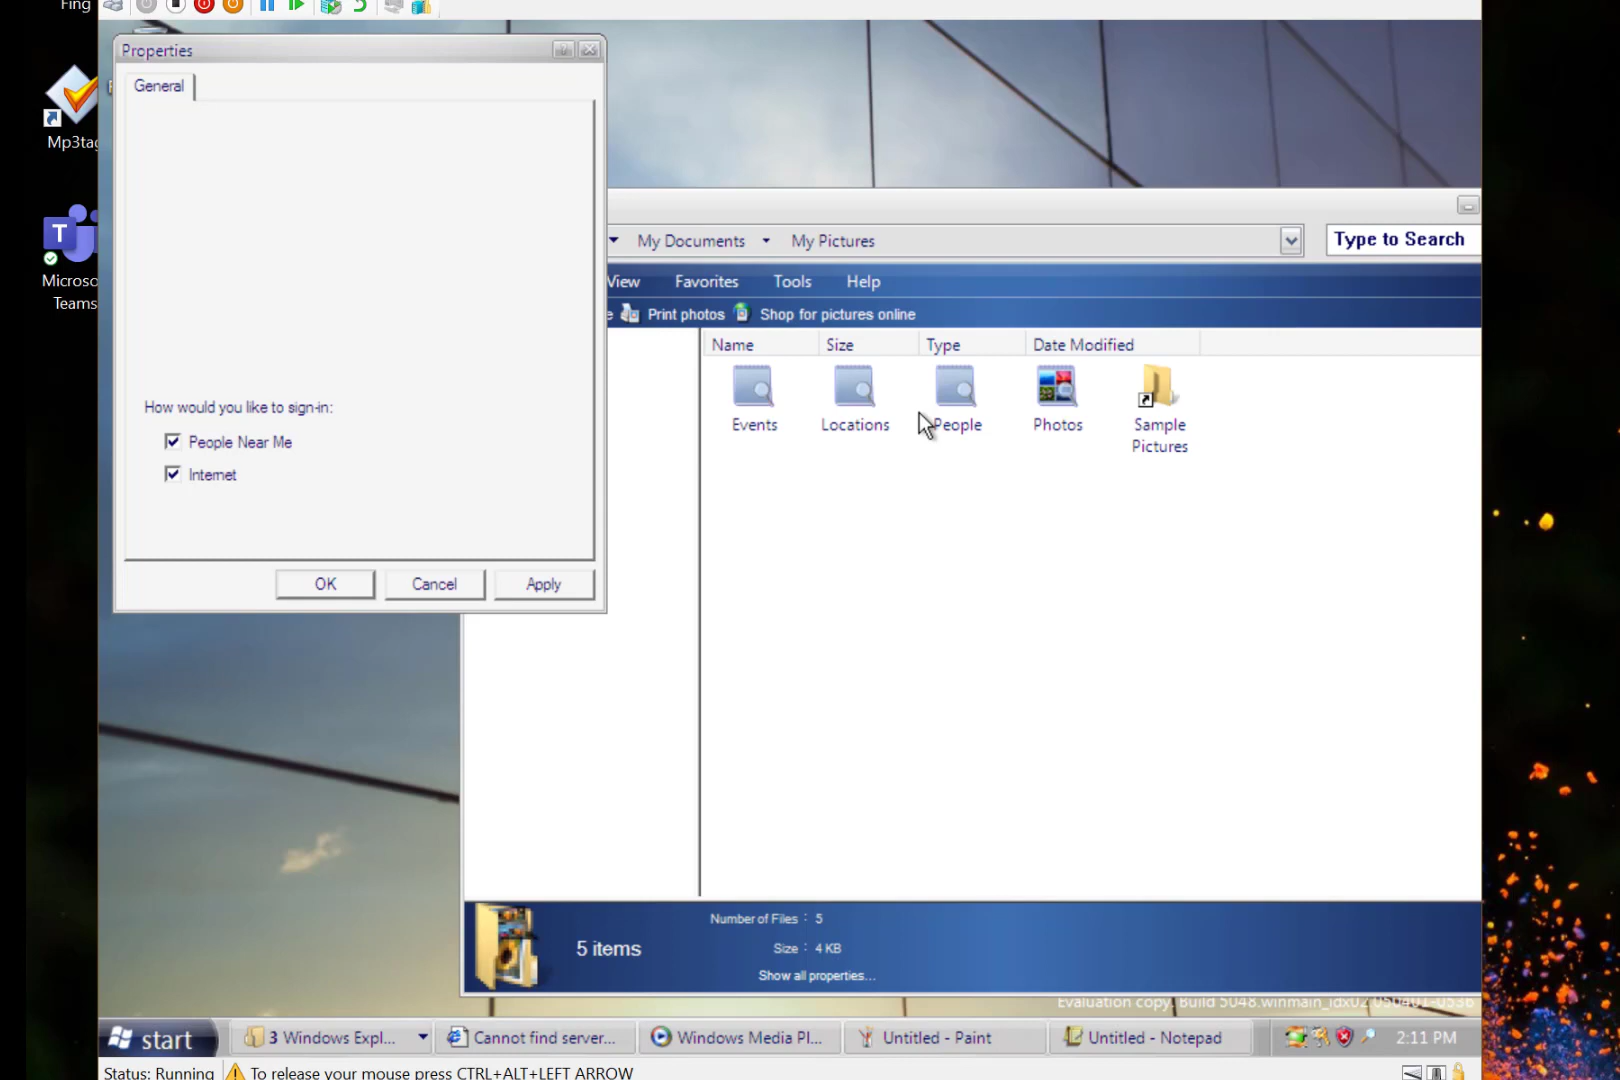 Fing
Mp3tag
Microso
Teams
T
Properties
General
How would you like to sign-in:
People Near Me
Internet
OK Cancel Apply
My Documents My Pictures
Type to Search
View Favorites Tools Help
e Print photos Shop for pictures online
Name Size Type Date Modified
Events Locations People Photos Sample
Pictures
5 items
Number of Files : 5
Size : 4 KB
Show all properties...
Evaluation copy. Build 5048.winmain_idx02.050401-0536
start 3 Windows Expl... Cannot find server... Windows Media Pl... Untitled - Paint Untitled - Notepad 2:11 PM
Status: Running To release your mouse press CTRL+ALT+LEFT ARROW